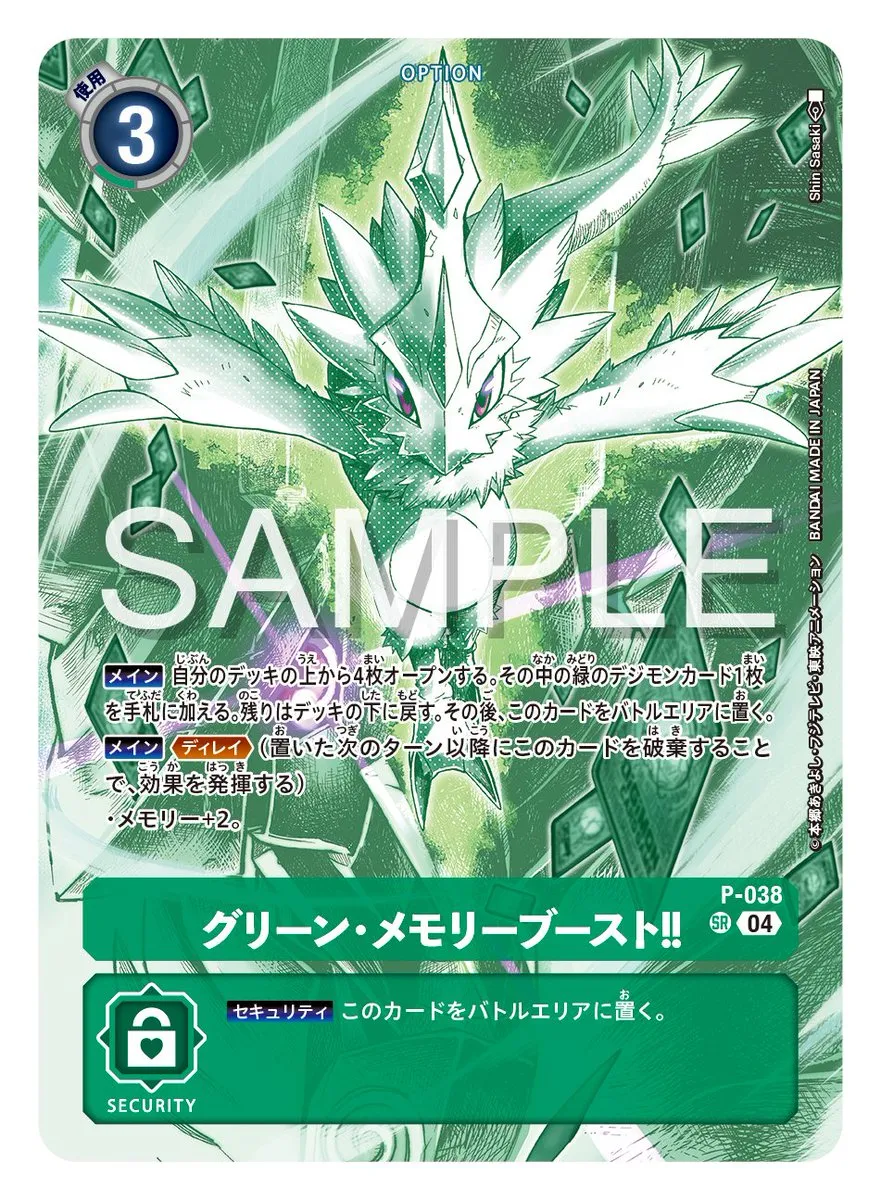 OPTION
使用
3
Shin Sasaki
BANDAI MADE IN JAPAN
©本郷あきよし・フジテレビ・東映アニメーション
SAMPLE
メイン 自分のデッキの上から4枚オープンする。その中の緑のデジモンカード1枚
を手札に加える。残りはデッキの下に戻す。その後、このカードをバトルエリアに置く。
メイン ディレイ (置いた次のターン以降にこのカードを破棄すること
で、効果を発揮する)
・メモリー+2。
P-038
グリーン・メモリーブースト!!
SR 04
セキュリティ このカードをバトルエリアに置く。
SECURITY